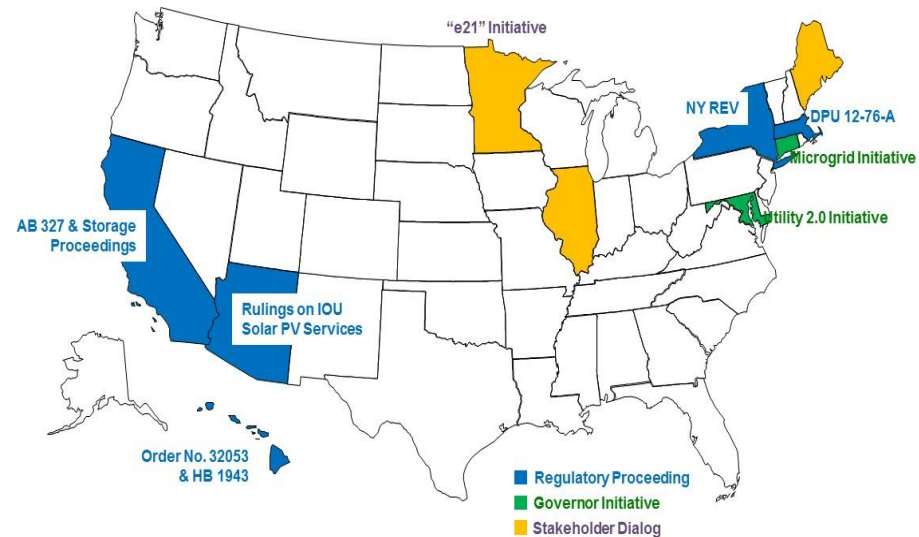 “e21” Initiative
NY REV
DPU 12-76-A
Microgrid Initiative
Utility 2.0 Initiative
AB 327 & Storage
Proceedings
Rulings on IOU
Solar PV Services
Order No. 32053
& HB 1943
Regulatory Proceeding
Governor Initiative
Stakeholder Dialog